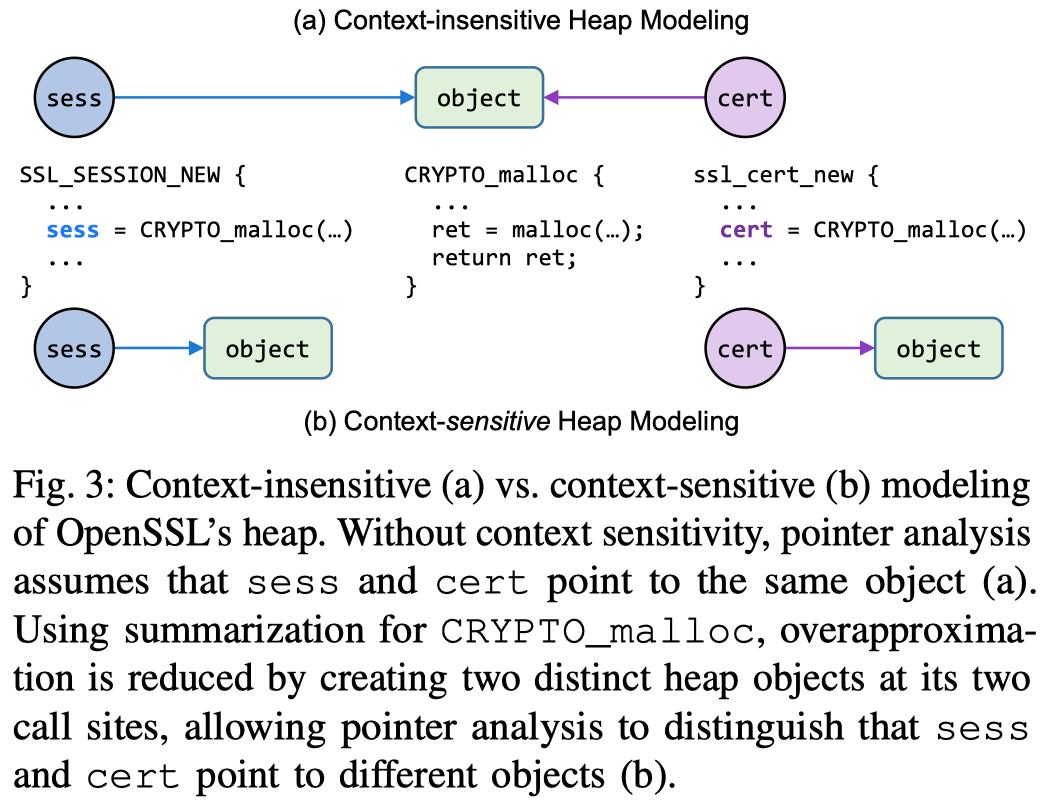 (a) Context-insensitive Heap Modeling
sess
object
cert
SSL_SESSION_NEW {
...
sess = CRYPTO_malloc(…)
...
}
CRYPTO_malloc {
...
ret = malloc(…);
return ret;
}
ssl_cert_new {
...
cert = CRYPTO_malloc(…)
...
}
sess
object
cert
object
(b) Context-sensitive Heap Modeling
Fig. 3: Context-insensitive (a) vs. context-sensitive (b) modeling
of OpenSSL’s heap. Without context sensitivity, pointer analysis
assumes that sess and cert point to the same object (a).
Using summarization for CRYPTO_malloc, overapproxima-
tion is reduced by creating two distinct heap objects at its two
call sites, allowing pointer analysis to distinguish that sess
and cert point to different objects (b).